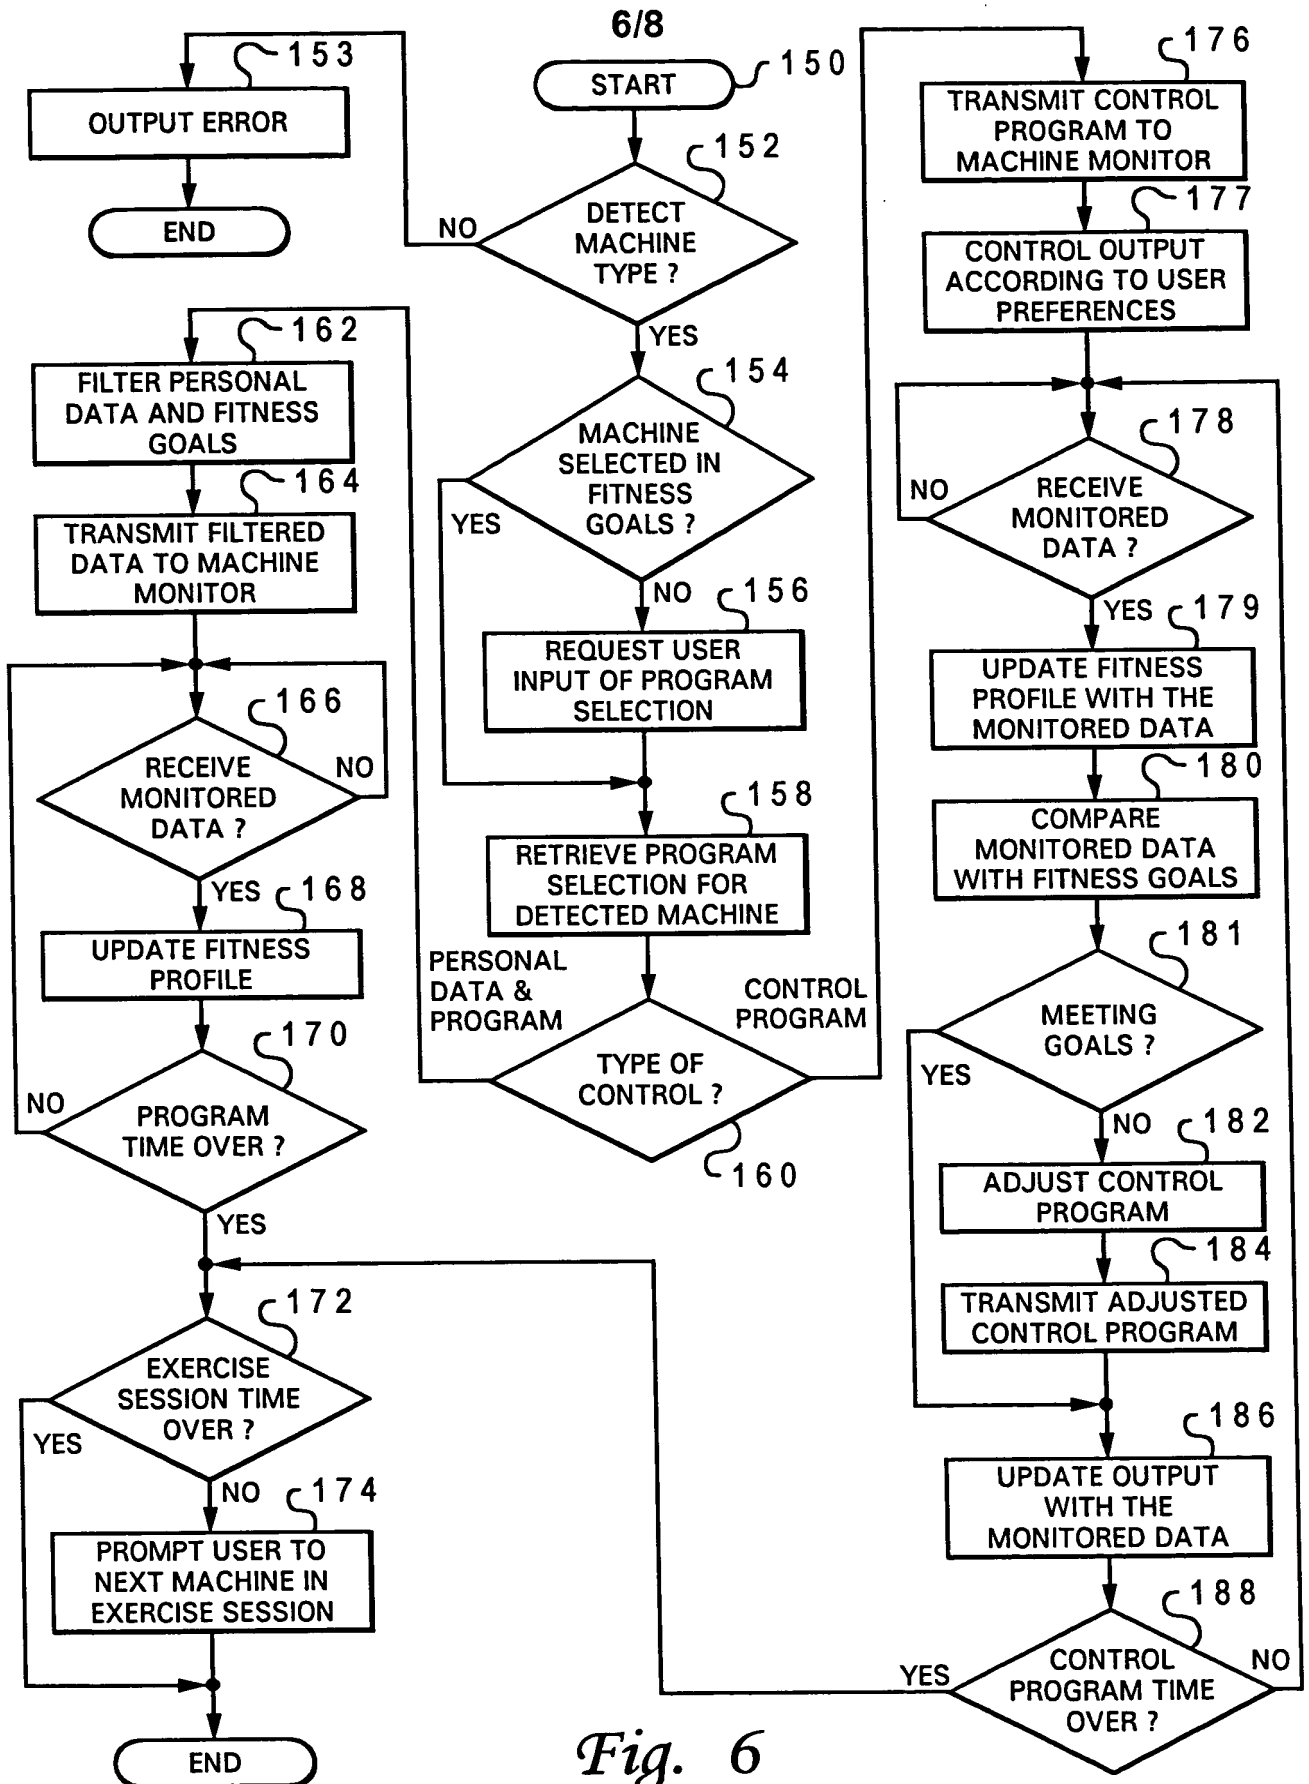 6/8
START
150
DETECT
MACHINE
TYPE ?
152
NO
YES
OUTPUT ERROR
153
END
MACHINE
SELECTED IN
FITNESS
GOALS ?
154
YES
NO
REQUEST USER
INPUT OF PROGRAM
SELECTION
156
RETRIEVE PROGRAM
SELECTION FOR
DETECTED MACHINE
158
PERSONAL
DATA &
PROGRAM
CONTROL
PROGRAM
TYPE OF
CONTROL ?
160
FILTER PERSONAL
DATA AND FITNESS
GOALS
162
TRANSMIT FILTERED
DATA TO MACHINE
MONITOR
164
RECEIVE
MONITORED
DATA ?
166
NO
YES
UPDATE FITNESS
PROFILE
168
PROGRAM
TIME OVER ?
170
NO
YES
EXERCISE
SESSION TIME
OVER ?
172
YES
NO
PROMPT USER TO
NEXT MACHINE IN
EXERCISE SESSION
174
END
TRANSMIT CONTROL
PROGRAM TO
MACHINE MONITOR
176
CONTROL OUTPUT
ACCORDING TO USER
PREFERENCES
177
RECEIVE
MONITORED
DATA ?
178
NO
YES
UPDATE FITNESS
PROFILE WITH THE
MONITORED DATA
179
COMPARE
MONITORED DATA
WITH FITNESS GOALS
180
MEETING
GOALS ?
181
YES
NO
ADJUST CONTROL
PROGRAM
182
TRANSMIT ADJUSTED
CONTROL PROGRAM
184
UPDATE OUTPUT
WITH THE
MONITORED DATA
186
CONTROL
PROGRAM TIME
OVER ?
188
YES
NO
Fig. 6